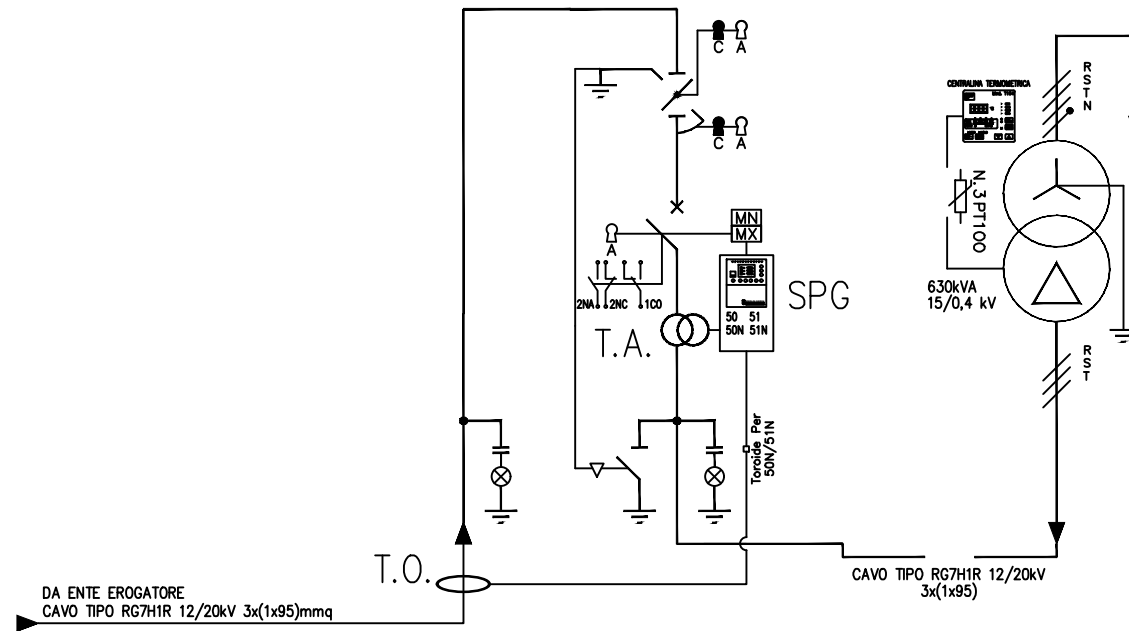 C A
R
S
T
N
CENTRALINA TERMOMETRICA
C A
N.3PT100
MN
MX
A
SPG
630kVA
15/0,4 kV
2NA 2NC 1CO
50 51
50N 51N
T.A.
R
S
T
Toroide Per
50N/51N
T.O.
CAVO TIPO RG7H1R 12/20kV
3x(1x95)
DA ENTE EROGATORE
CAVO TIPO RG7H1R 12/20kV 3x(1x95)mmq